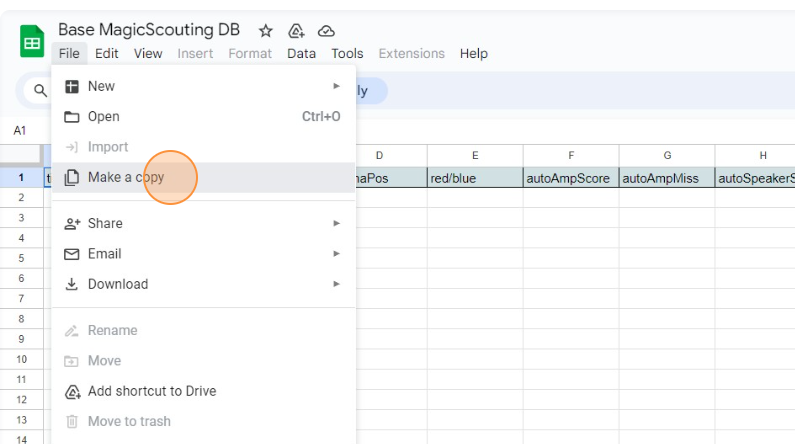 Base MagicScouting DB
File Edit View Insert Format Data Tools Extensions Help
New
Open Ctrl+O
Import
Make a copy
Share
Email
Download
Rename
Move
Add shortcut to Drive
Move to trash
ly
A1
D E F G H
1 t naPos red/blue autoAmpScore autoAmpMiss autoSpeakerS
2
3
4
5
6
7
8
9
10
11
12
13
14